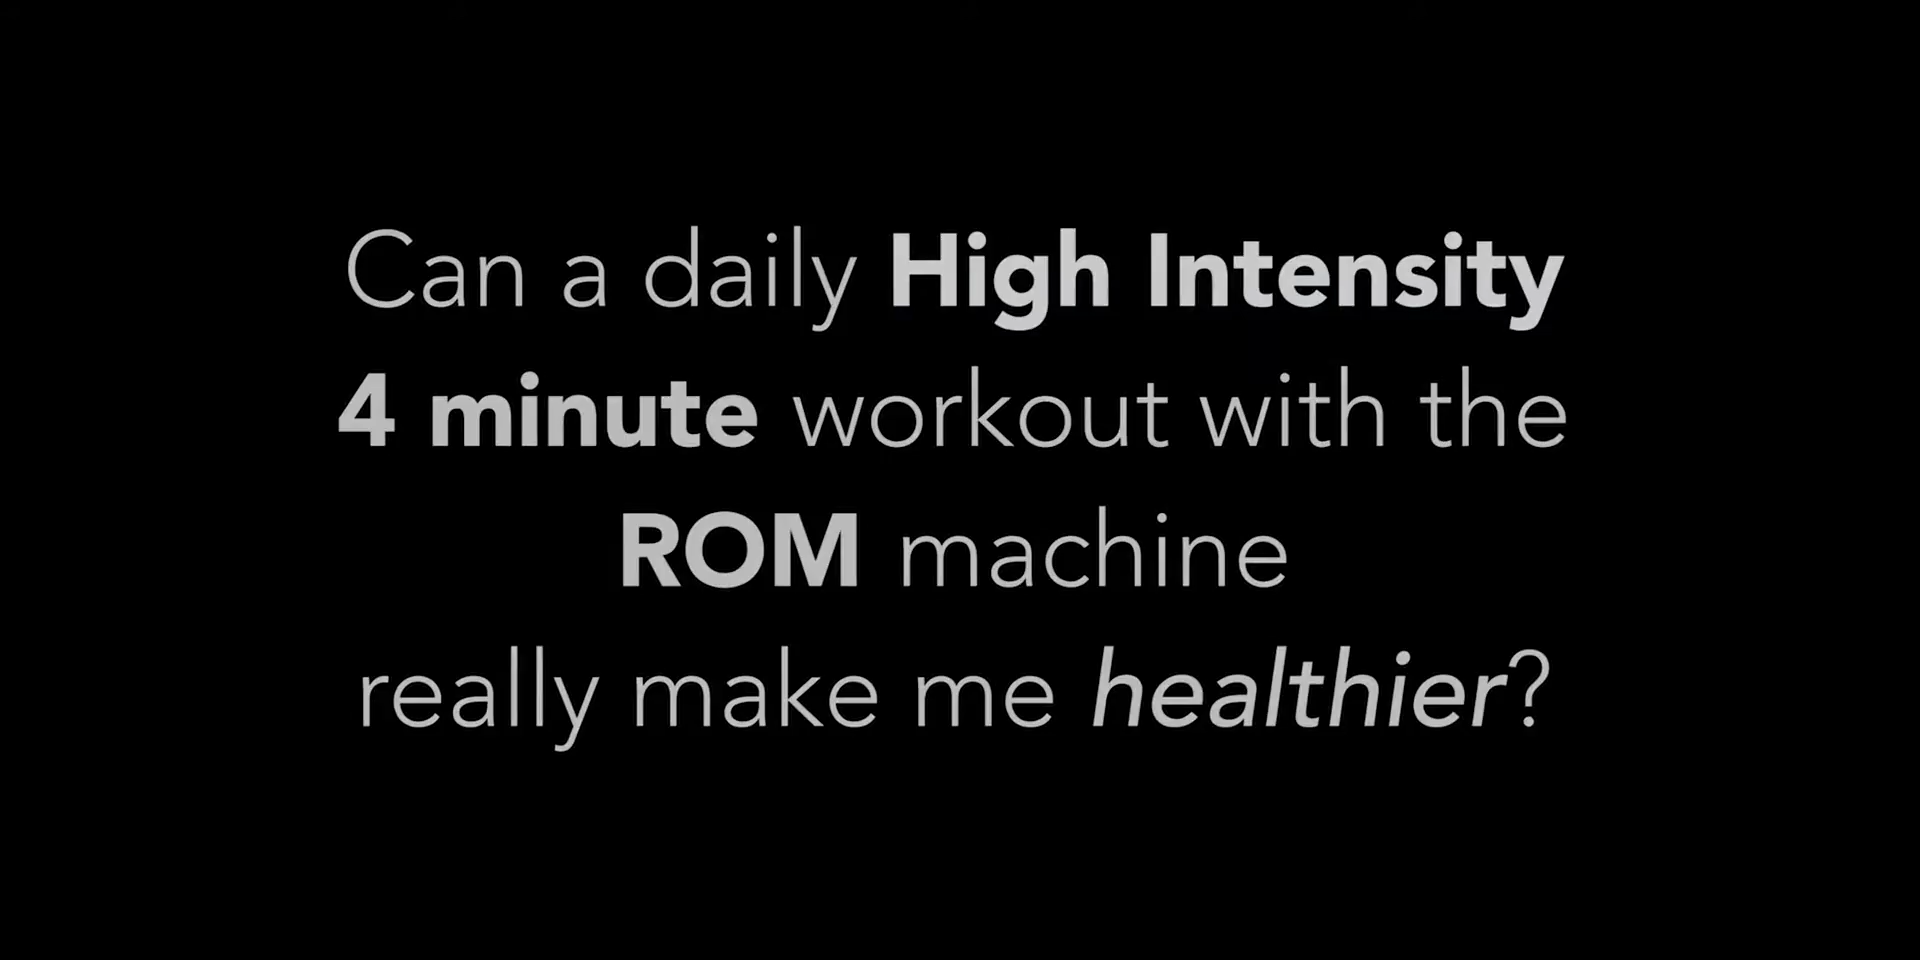 Can a daily High Intensity
4 minute workout with the
ROM machine
really make me healthier?